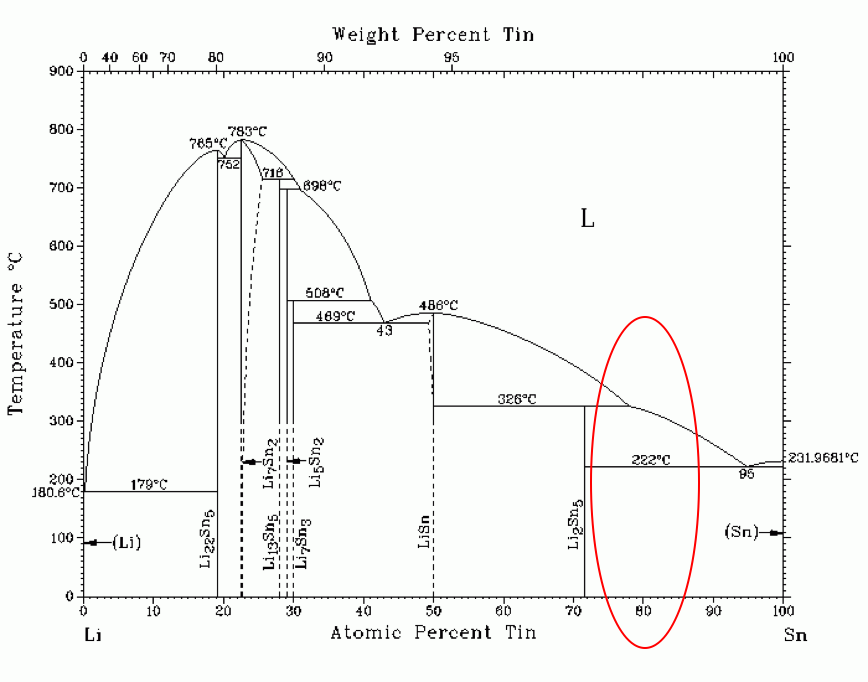 Weight Percent Tin
0 40 60 70 80 90 95 100
900
800
700
600
500
400
300
200
100
0
Temperature °C
765°C
783°C
752
716
698°C
508°C
469°C
43
486°C
L
326°C
222°C
95
231.9681°C
180.6°C
179°C
(Li)
Li22Sn5
Li7Sn2
Li13Sn5
Li7Sn3
Li5Sn2
LiSn
Li2Sn5
(Sn)
0 10 20 30 40 50 60 70 80 90 100
Li Atomic Percent Tin Sn